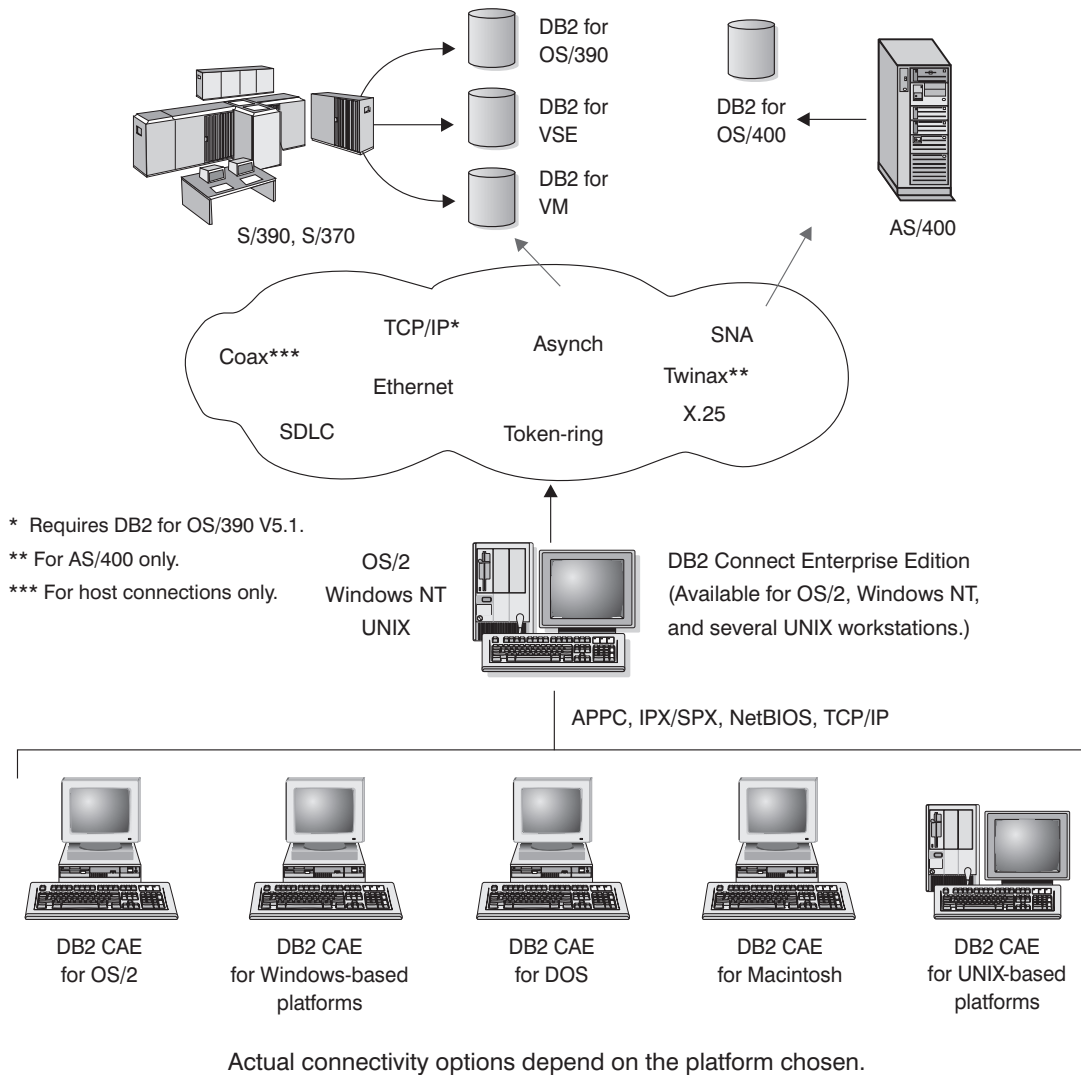 DB2 for
OS/390
DB2 for
VSE
DB2 for
VM
S/390, S/370
DB2 for
OS/400
AS/400
TCP/IP*
Asynch
SNA
Coax***
Ethernet
Twinax**
X.25
SDLC
Token-ring
* Requires DB2 for OS/390 V5.1.
** For AS/400 only.
*** For host connections only.
OS/2
Windows NT
UNIX
DB2 Connect Enterprise Edition
(Available for OS/2, Windows NT,
and several UNIX workstations.)
APPC, IPX/SPX, NetBIOS, TCP/IP
DB2 CAE
for OS/2
DB2 CAE
for Windows-based
platforms
DB2 CAE
for DOS
DB2 CAE
for Macintosh
DB2 CAE
for UNIX-based
platforms
Actual connectivity options depend on the platform chosen.